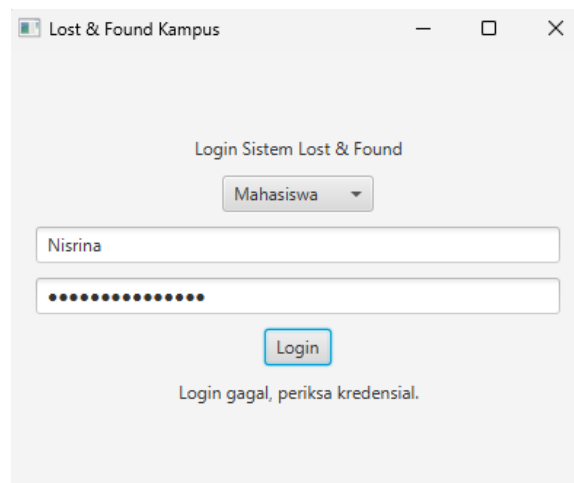 Lost & Found Kampus
Login Sistem Lost & Found
Mahasiswa
Nisrina
●●●●●●●●●●●●●●●
Login
Login gagal, periksa kredensial.